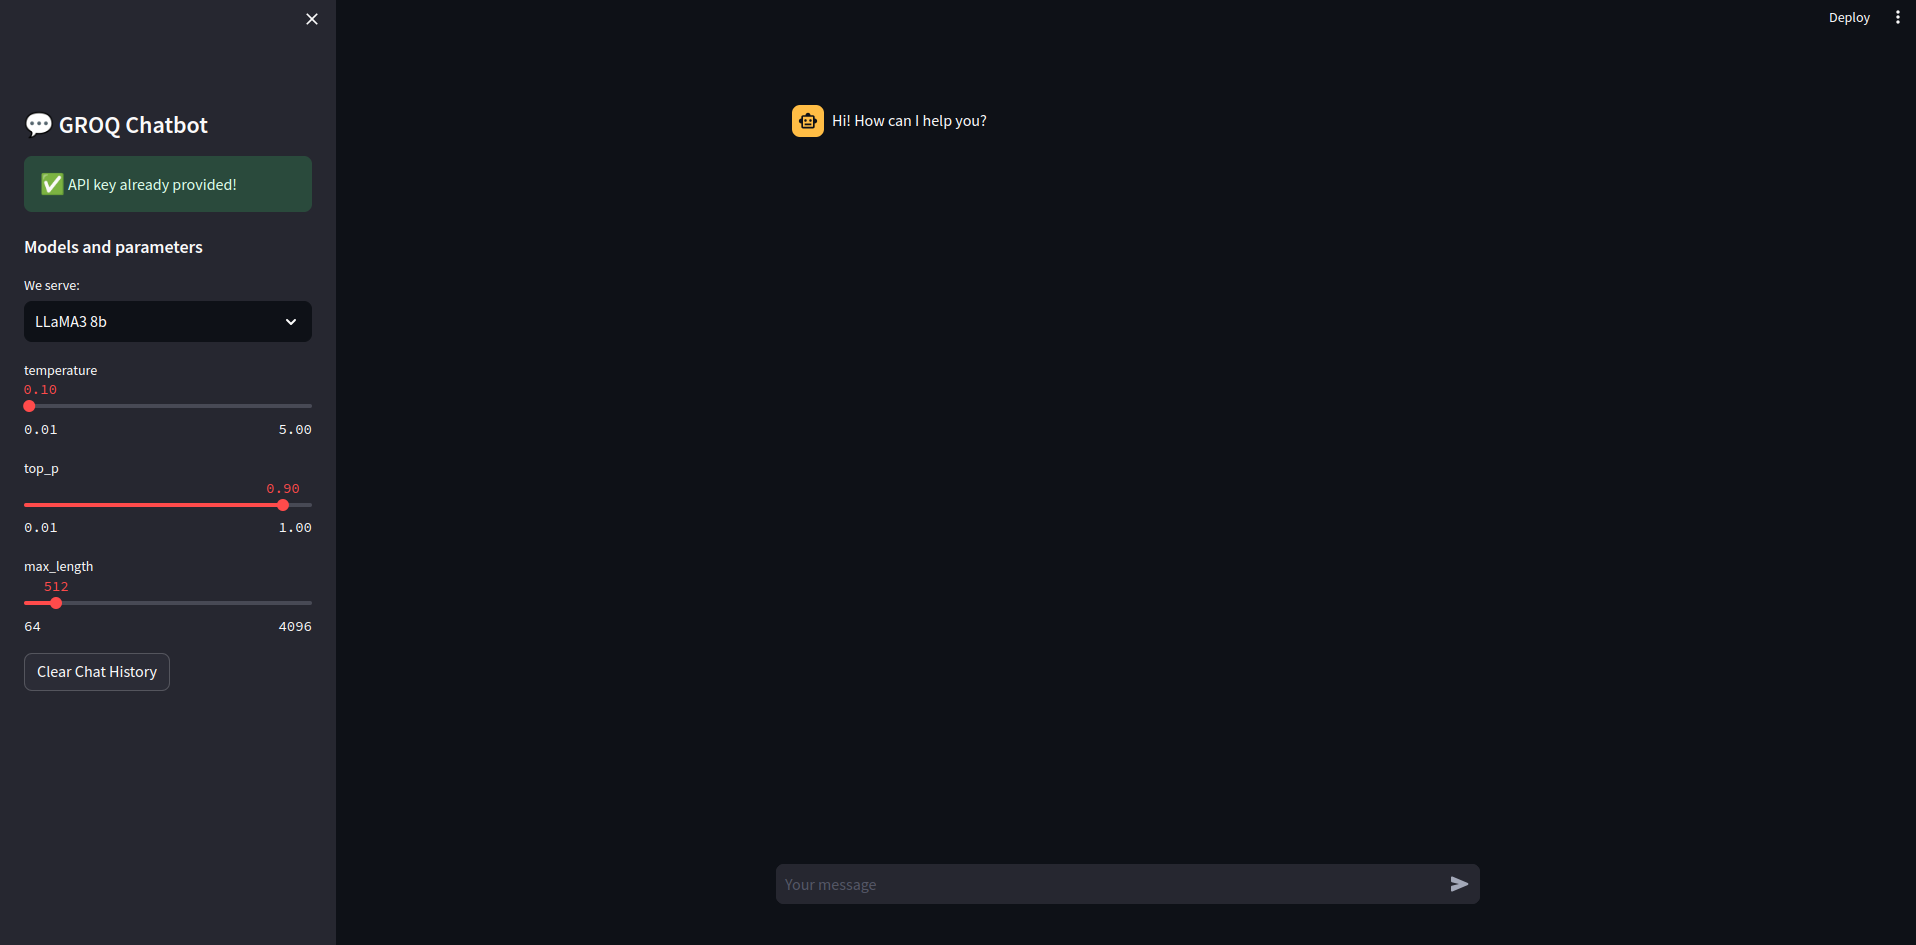 💬 GROQ Chatbot
✅ API key already provided!
Models and parameters
We serve:
LLaMA3 8b
temperature
0.10
0.01 5.00
top_p
0.90
0.01 1.00
max_length
512
64 4096
Clear Chat History
Deploy
Hi! How can I help you?
Your message